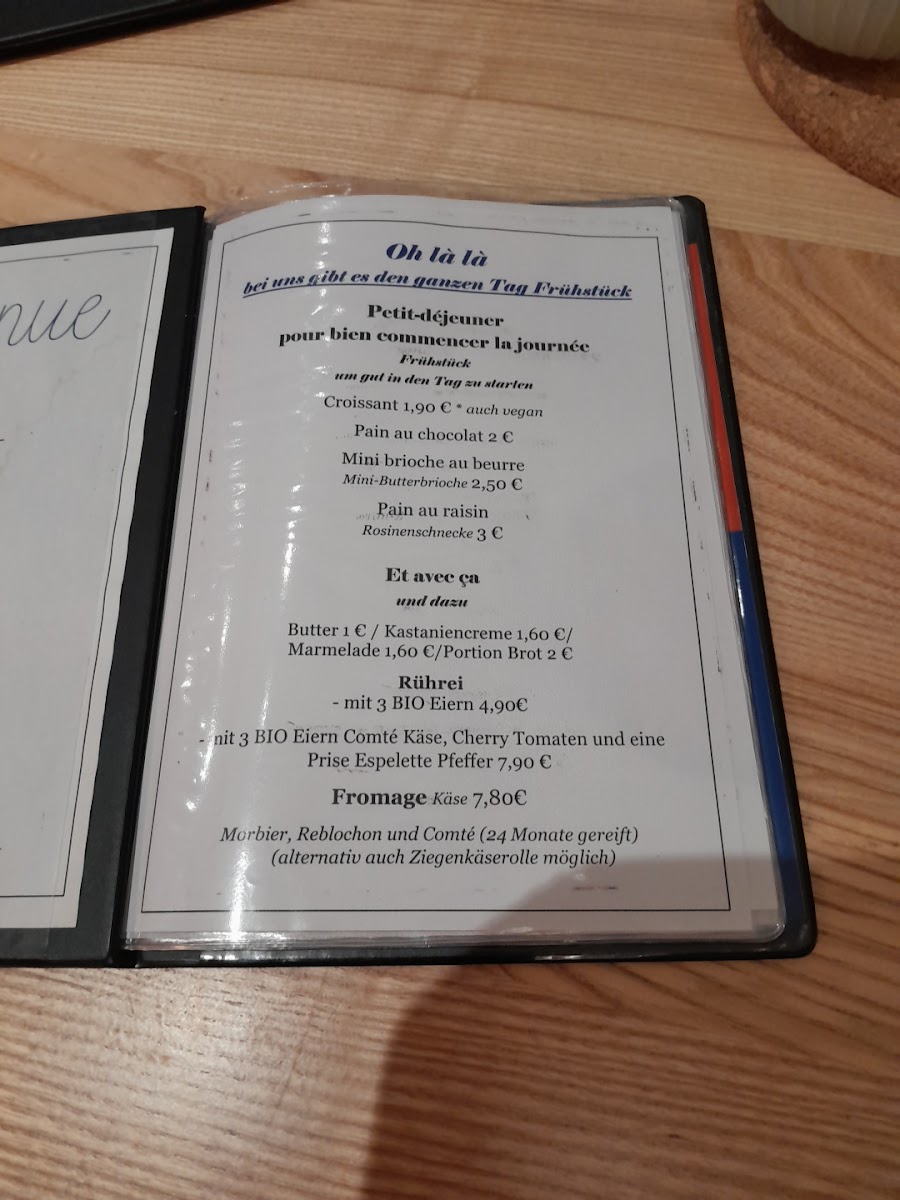 nue
Oh là là
bei uns gibt es den ganzen Tag Frühstück
Petit-déjeuner
pour bien commencer la journée
Frühstück
um gut in den Tag zu starten
Croissant 1,90 € * auch vegan
Pain au chocolat 2 €
Mini brioche au beurre
Mini-Butterbrioche 2,50 €
Pain au raisin
Rosinenschnecke 3 €
Et avec ça
und dazu
Butter 1 € / Kastaniencreme 1,60 €/
Marmelade 1,60 €/Portion Brot 2 €
Rührei
- mit 3 BIO Eiern 4,90€
- mit 3 BIO Eiern Comté Käse, Cherry Tomaten und eine
Prise Espelette Pfeffer 7,90 €
Fromage Käse 7,80€
Morbier, Reblochon und Comté (24 Monate gereift)
(alternativ auch Ziegenkäserolle möglich)